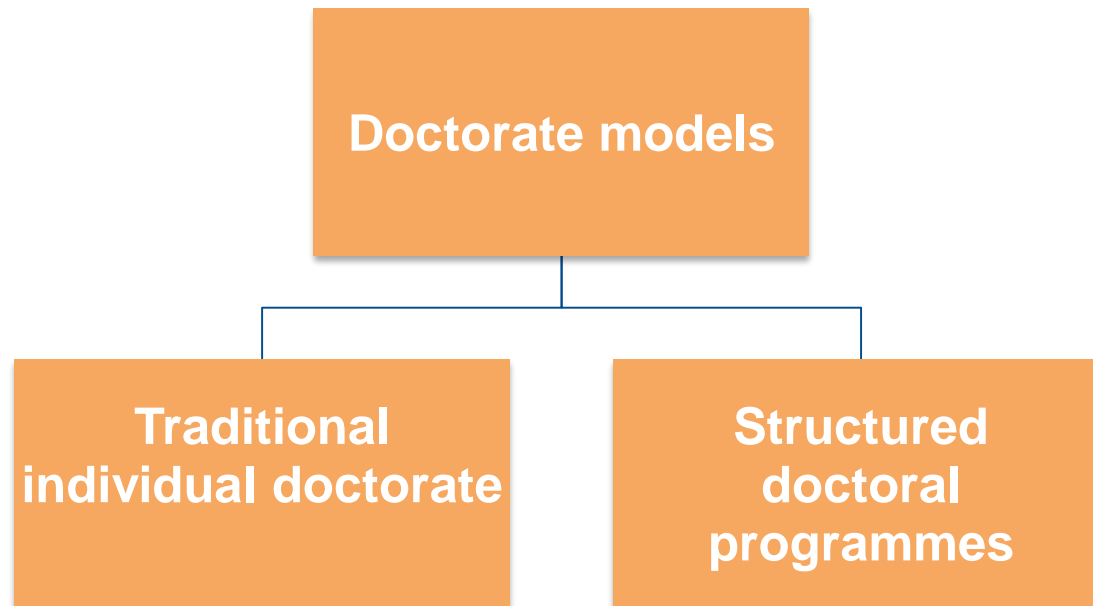 Doctorate models
Traditional
individual doctorate
Structured
doctoral
programmes